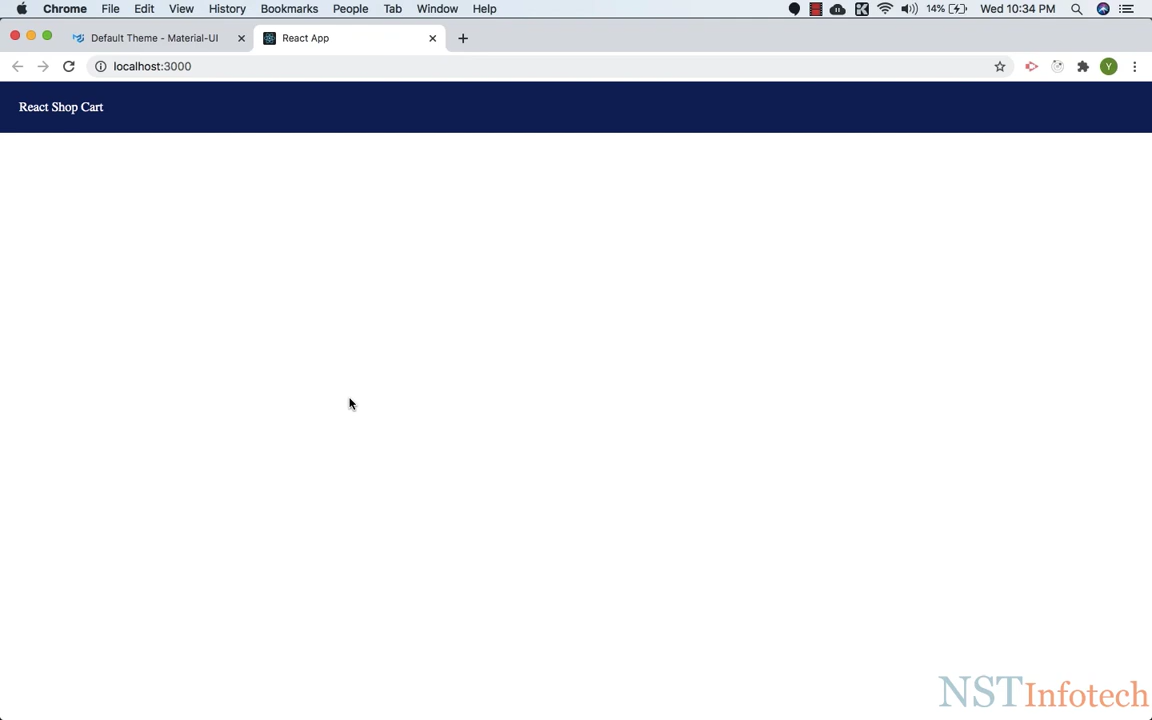 Chrome File Edit View History Bookmarks People Tab Window Help 14% Wed 10:34 PM
Default Theme - Material-UI React App
localhost:3000 Y
React Shop Cart
NSTInfotech